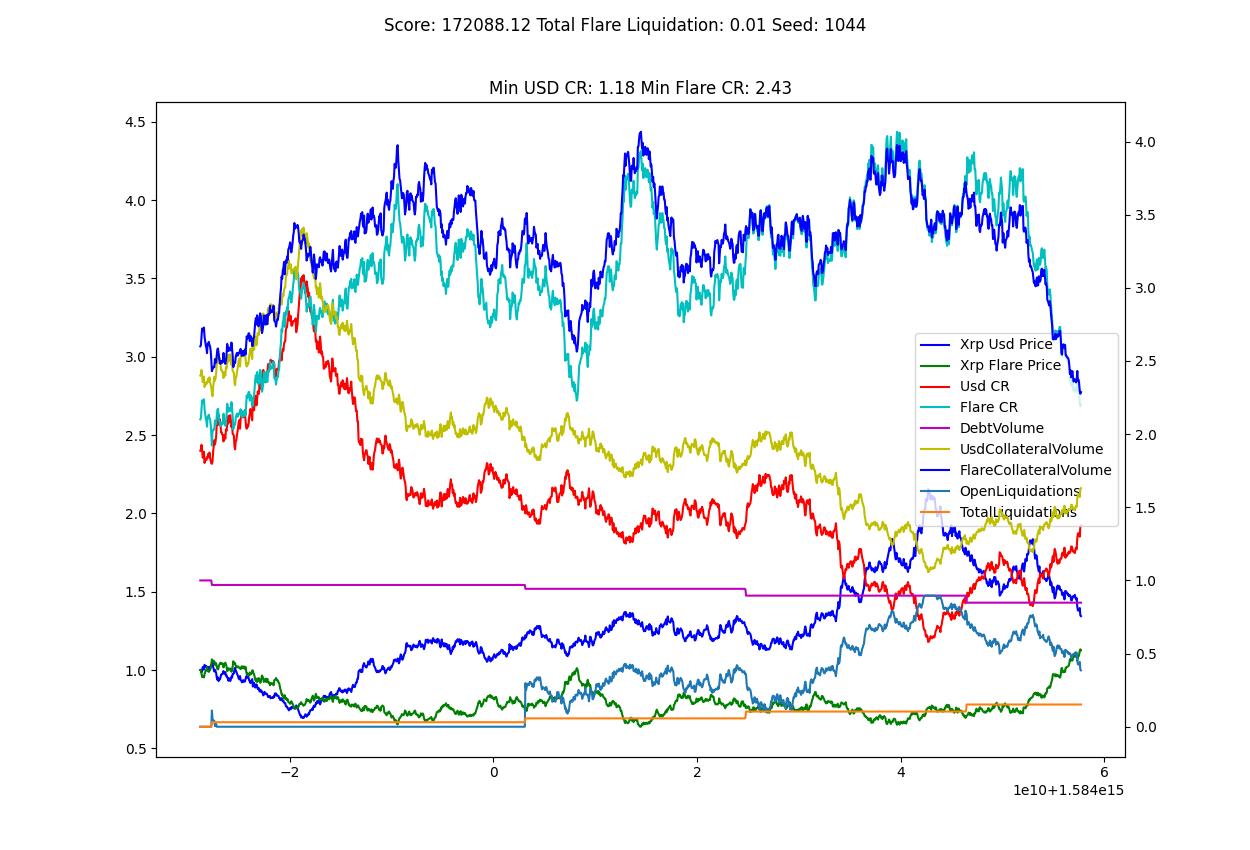 Score: 172088.12 Total Flare Liquidation: 0.01 Seed: 1044
Min USD CR: 1.18 Min Flare CR: 2.43
4.5
4.0
3.5
3.0
2.5
2.0
1.5
1.0
0.5
4.0
3.5
3.0
2.5
2.0
1.5
1.0
0.5
0.0
Xrp Usd Price
Xrp Flare Price
Usd CR
Flare CR
DebtVolume
UsdCollateralVolume
FlareCollateralVolume
OpenLiquidations
TotalLiquidations
−2 0 2 4 6
1e10+1.584e15